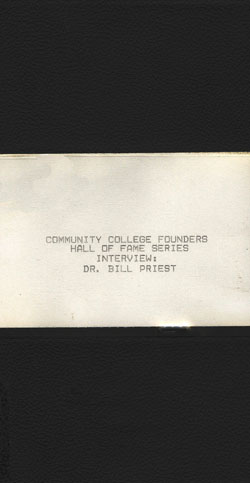 COMMUNITY COLLEGE FOUNDERS
HALL OF FAME SERIES
INTERVIEW:
DR. BILL PRIEST